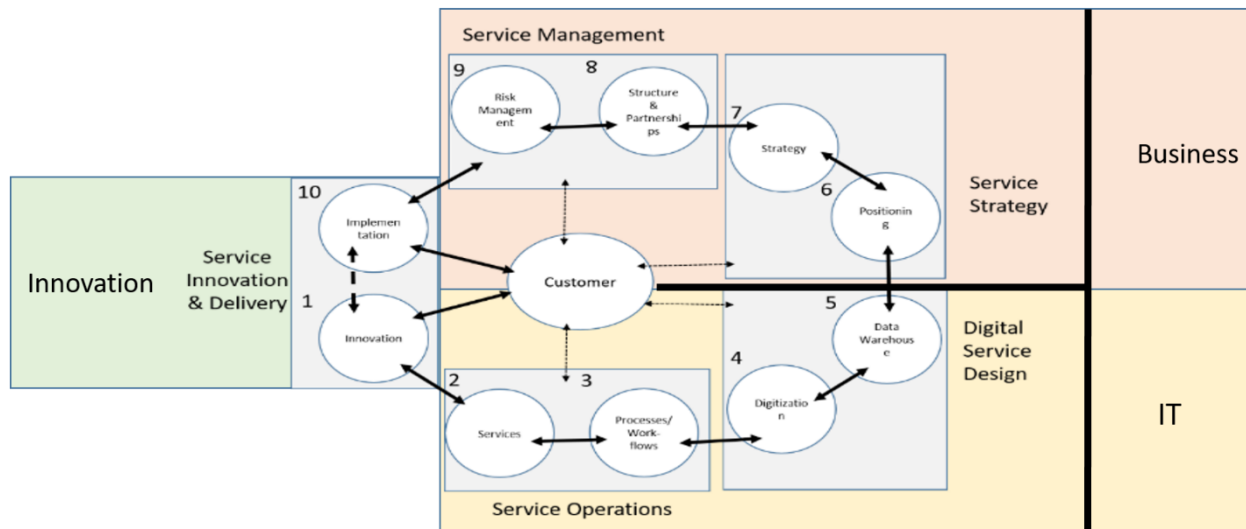 Service Management
9
8
Risk
Managem
ent
Structure
&
Partnershi
ps
7
Strategy
Business
10
6
Positionin
g
Service
Strategy
Implemen
tation
Innovation
Service
Innovation
& Delivery
Customer
1
Innovation
5
Data
Warehous
e
Digital
Service
Design
2
3
4
Digitizatio
n
IT
Services
Processes/
Work-
flows
Service Operations